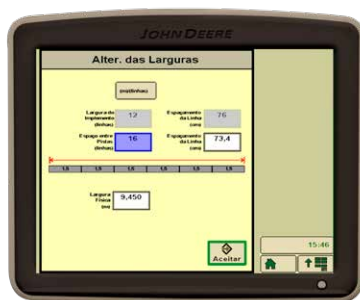 JOHN DEERE
Alter. das Larguras
(m)(linhas)
Largura do Implemento (linhas)
12
Espaçamento da Linha (cm)
76
Espaço entre Pistas (linhas)
16
Espaçamento da Linha (cm)
73,4
Largura Física (m)
9,450
Aceitar
15:46